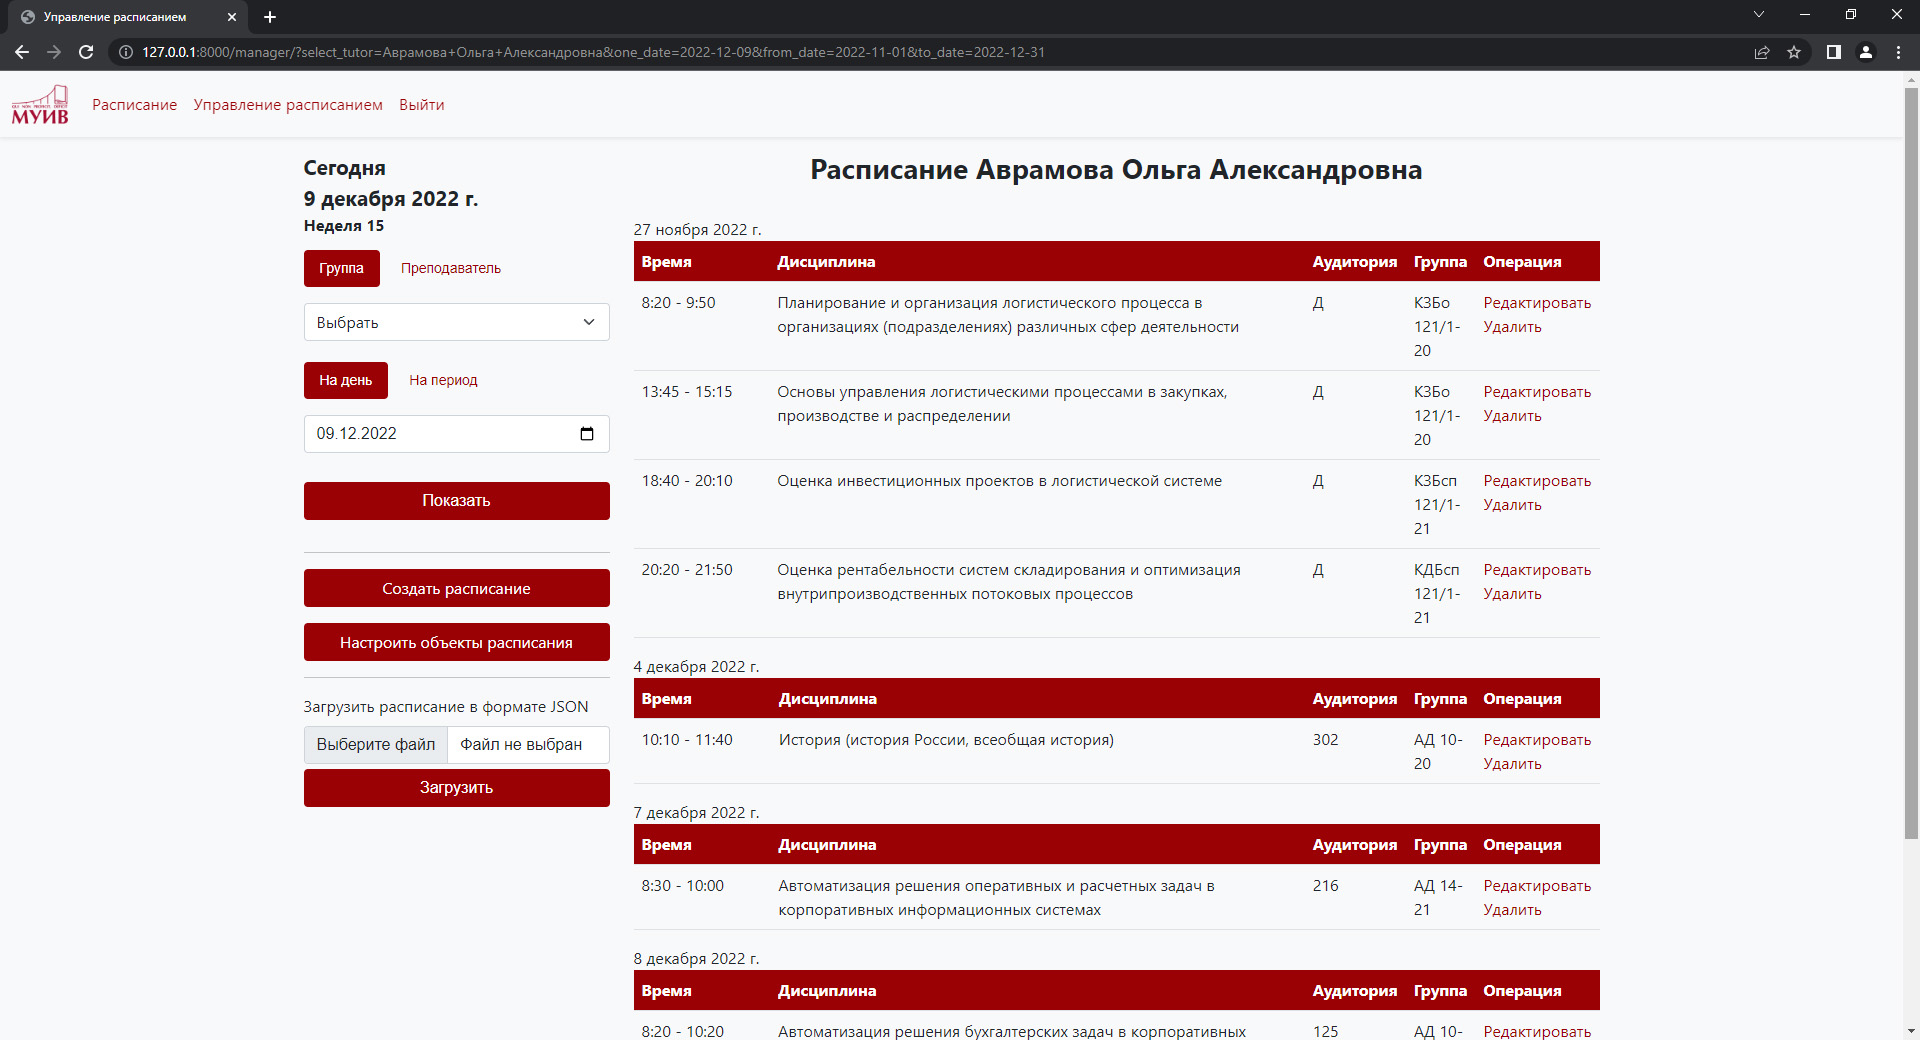 Управление расписанием
127.0.0.1:8000/manager/?select_tutor=Аврамова+Ольга+Александровна&one_date=2022-12-09&from_date=2022-11-01&to_date=2022-12-31
МУИВ
Расписание Управление расписанием Выйти
Сегодня
9 декабря 2022 г.
Неделя 15
Группа Преподаватель
Выбрать
На день На период
09.12.2022
Показать
Создать расписание
Настроить объекты расписания
Загрузить расписание в формате JSON
Выберите файл Файл не выбран
Загрузить
Расписание Аврамова Ольга Александровна
27 ноября 2022 г.
Время Дисциплина Аудитория Группа Операция
8:20 - 9:50 Планирование и организация логистического процесса в Д КЗБо Редактировать
организациях (подразделениях) различных сфер деятельности 121/1- Удалить
20
13:45 - 15:15 Основы управления логистическими процессами в закупках, Д КЗБо Редактировать
производстве и распределении 121/1- Удалить
20
18:40 - 20:10 Оценка инвестиционных проектов в логистической системе Д КЗБсп Редактировать
121/1- Удалить
21
20:20 - 21:50 Оценка рентабельности систем складирования и оптимизация Д КДБсп Редактировать
внутрипроизводственных потоковых процессов 121/1- Удалить
21
4 декабря 2022 г.
Время Дисциплина Аудитория Группа Операция
10:10 - 11:40 История (история России, всеобщая история) 302 АД 10- Редактировать
20 Удалить
7 декабря 2022 г.
Время Дисциплина Аудитория Группа Операция
8:30 - 10:00 Автоматизация решения оперативных и расчетных задач в 216 АД 14- Редактировать
корпоративных информационных системах 21 Удалить
8 декабря 2022 г.
Время Дисциплина Аудитория Группа Операция
8:20 - 10:20 Автоматизация решения бухгалтерских задач в корпоративных 125 АД 10- Редактировать